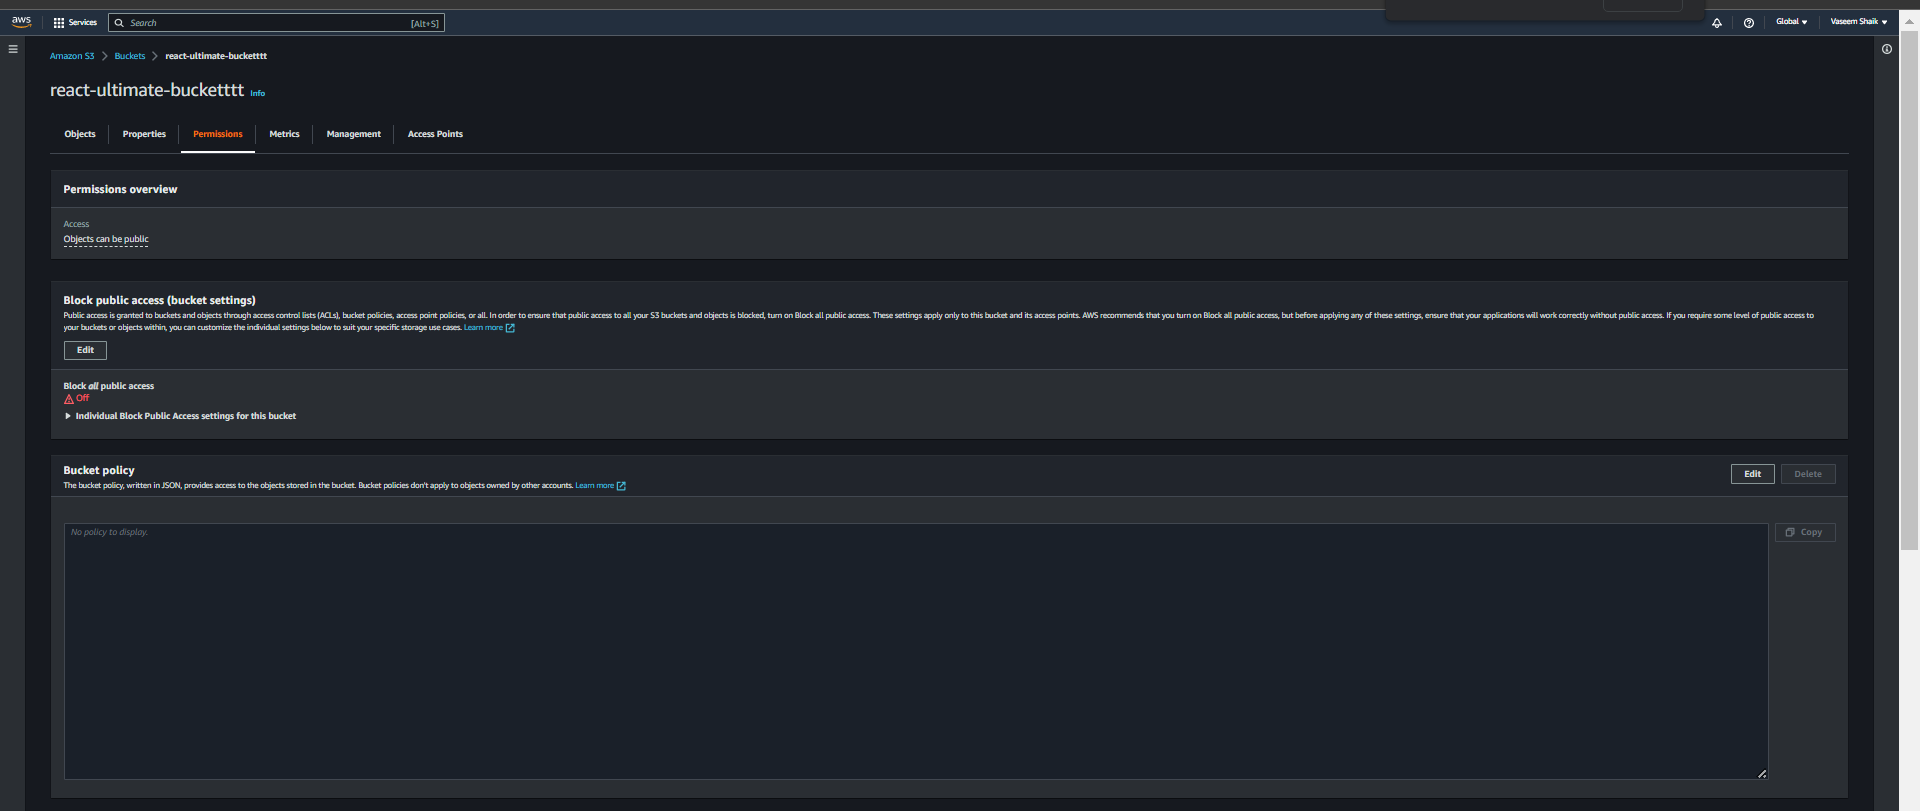 aws
Services
Search
[Alt+S]
Global
Vaseem Shaik
Amazon S3
Buckets
react-ultimate-bucketttt
react-ultimate-bucketttt Info
Objects
Properties
Permissions
Metrics
Management
Access Points
Permissions overview
Access
Objects can be public
Block public access (bucket settings)
Public access is granted to buckets and objects through access control lists (ACLs), bucket policies, access point policies, or all. In order to ensure that public access to all your S3 buckets and objects is blocked, turn on Block all public access. These settings apply only to this bucket and its access points. AWS recommends that you turn on Block all public access, but before applying any of these settings, ensure that your applications will work correctly without public access. If you require some level of public access to
your buckets or objects within, you can customize the individual settings below to suit your specific storage use cases. Learn more
Edit
Block all public access
Off
Individual Block Public Access settings for this bucket
Bucket policy
The bucket policy, written in JSON, provides access to the objects stored in the bucket. Bucket policies don't apply to objects owned by other accounts. Learn more
Edit
Delete
No policy to display.
Copy